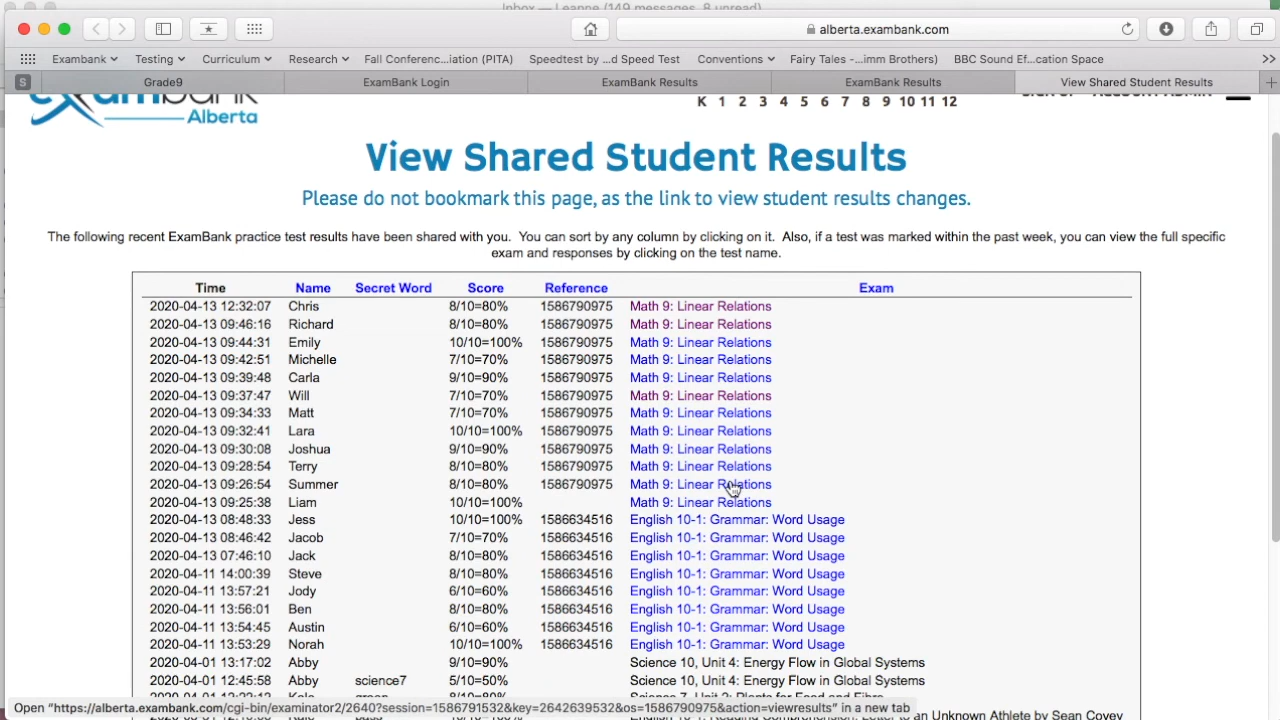 Inbox — Leanne (149 messages, 8 unread)
alberta.exambank.com
Exambank Testing Curriculum Research Fall Conferenc...iation (PITA) Speedtest by ...d Speed Test Conventions Fairy Tales -...imm Brothers) BBC Sound Ef...cation Space >>
S Grade9 ExamBank Login ExamBank Results ExamBank Results View Shared Student Results +
exambank K 1 2 3 4 5 6 7 8 9 10 11 12 SIGN UP ACCOUNT ADMIN
Alberta
View Shared Student Results
Please do not bookmark this page, as the link to view student results changes.
The following recent ExamBank practice test results have been shared with you. You can sort by any column by clicking on it. Also, if a test was marked within the past week, you can view the full specific
exam and responses by clicking on the test name.
Time Name Secret Word Score Reference Exam
2020-04-13 12:32:07 Chris 8/10=80% 1586790975 Math 9: Linear Relations
2020-04-13 09:46:16 Richard 8/10=80% 1586790975 Math 9: Linear Relations
2020-04-13 09:44:31 Emily 10/10=100% 1586790975 Math 9: Linear Relations
2020-04-13 09:42:51 Michelle 7/10=70% 1586790975 Math 9: Linear Relations
2020-04-13 09:39:48 Carla 9/10=90% 1586790975 Math 9: Linear Relations
2020-04-13 09:37:47 Will 7/10=70% 1586790975 Math 9: Linear Relations
2020-04-13 09:34:33 Matt 7/10=70% 1586790975 Math 9: Linear Relations
2020-04-13 09:32:41 Lara 10/10=100% 1586790975 Math 9: Linear Relations
2020-04-13 09:30:08 Joshua 9/10=90% 1586790975 Math 9: Linear Relations
2020-04-13 09:28:54 Terry 8/10=80% 1586790975 Math 9: Linear Relations
2020-04-13 09:26:54 Summer 8/10=80% 1586790975 Math 9: Linear Relations
2020-04-13 09:25:38 Liam 10/10=100% Math 9: Linear Relations
2020-04-13 08:48:33 Jess 10/10=100% 1586634516 English 10-1: Grammar: Word Usage
2020-04-13 08:46:42 Jacob 7/10=70% 1586634516 English 10-1: Grammar: Word Usage
2020-04-13 07:46:10 Jack 8/10=80% 1586634516 English 10-1: Grammar: Word Usage
2020-04-11 14:00:39 Steve 8/10=80% 1586634516 English 10-1: Grammar: Word Usage
2020-04-11 13:57:21 Jody 6/10=60% 1586634516 English 10-1: Grammar: Word Usage
2020-04-11 13:56:01 Ben 8/10=80% 1586634516 English 10-1: Grammar: Word Usage
2020-04-11 13:54:45 Austin 6/10=60% 1586634516 English 10-1: Grammar: Word Usage
2020-04-11 13:53:29 Norah 10/10=100% 1586634516 English 10-1: Grammar: Word Usage
2020-04-01 13:17:02 Abby 9/10=90% Science 10, Unit 4: Energy Flow in Global Systems
2020-04-01 12:45:58 Abby science7 5/10=50% Science 10, Unit 4: Energy Flow in Global Systems
Science 7, Unit 2: Plants for Food and Fibre
an Unknown Athlete by Sean Covey
Open “https://alberta.exambank.com/cgi-bin/examinator2/2640?session=1586791532&key=2642639532&os=1586790975&action=viewresults” in a new tab